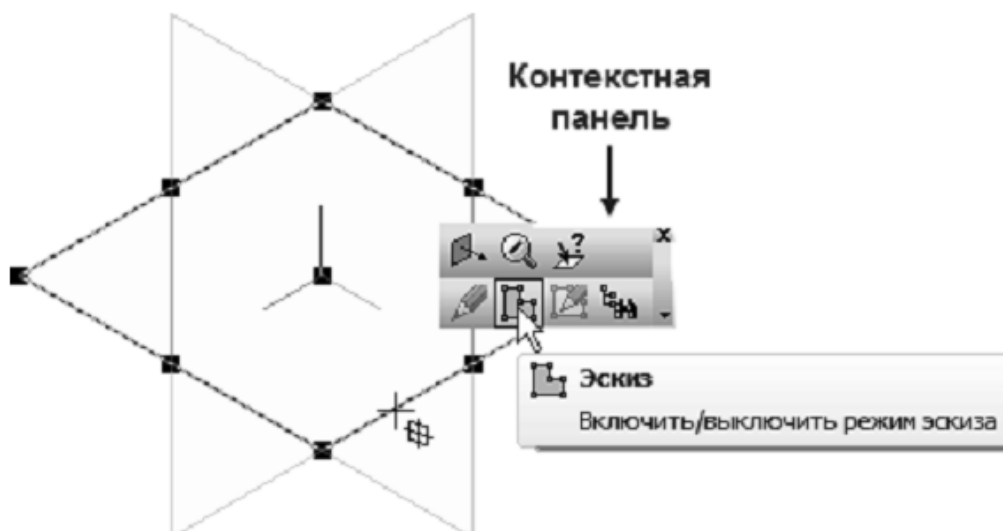 Контекстная
панель
Эскиз
Включить/выключить режим эскиза